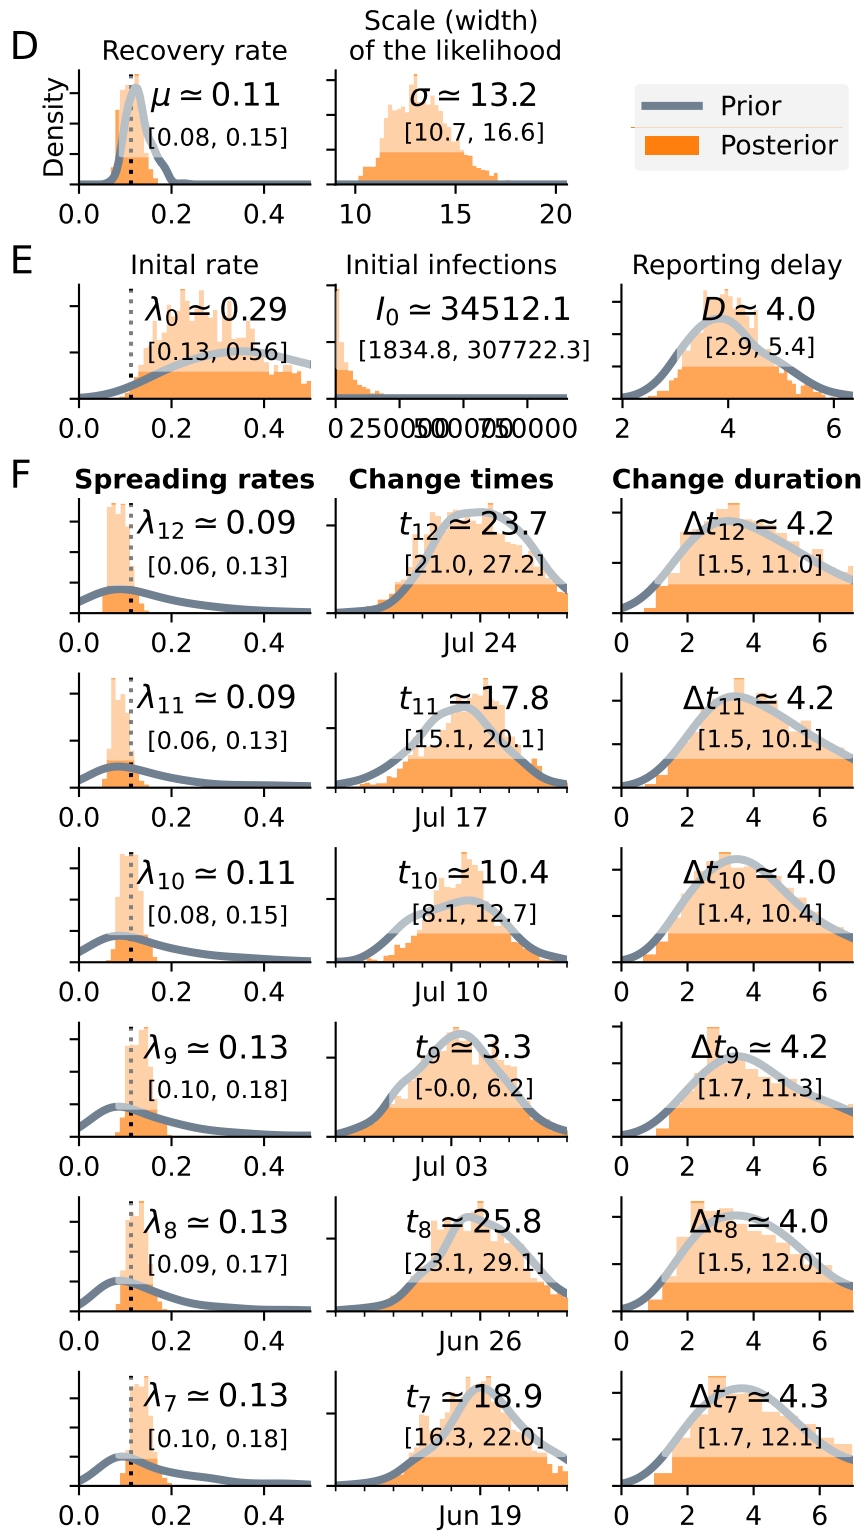 D
Recovery rate
Scale (width)
of the likelihood
Density
μ ≃ 0.11
[0.08, 0.15]
0.0 0.2 0.4
σ ≃ 13.2
[10.7, 16.6]
10 15 20
Prior
Posterior
E
Inital rate
Initial infections
Reporting delay
λ0 ≃ 0.29
[0.13, 0.56]
0.0 0.2 0.4
I0 ≃ 34512.1
[1834.8, 307722.3]
0 250000 500000 750000
D ≃ 4.0
[2.9, 5.4]
2 4 6
F
Spreading rates
Change times
Change duration
λ12 ≃ 0.09
[0.06, 0.13]
0.0 0.2 0.4
t12 ≃ 23.7
[21.0, 27.2]
Jul 24
Δt12 ≃ 4.2
[1.5, 11.0]
0 2 4 6
λ11 ≃ 0.09
[0.06, 0.13]
0.0 0.2 0.4
t11 ≃ 17.8
[15.1, 20.1]
Jul 17
Δt11 ≃ 4.2
[1.5, 10.1]
0 2 4 6
λ10 ≃ 0.11
[0.08, 0.15]
0.0 0.2 0.4
t10 ≃ 10.4
[8.1, 12.7]
Jul 10
Δt10 ≃ 4.0
[1.4, 10.4]
0 2 4 6
λ9 ≃ 0.13
[0.10, 0.18]
0.0 0.2 0.4
t9 ≃ 3.3
[-0.0, 6.2]
Jul 03
Δt9 ≃ 4.2
[1.7, 11.3]
0 2 4 6
λ8 ≃ 0.13
[0.09, 0.17]
0.0 0.2 0.4
t8 ≃ 25.8
[23.1, 29.1]
Jun 26
Δt8 ≃ 4.0
[1.5, 12.0]
0 2 4 6
λ7 ≃ 0.13
[0.10, 0.18]
0.0 0.2 0.4
t7 ≃ 18.9
[16.3, 22.0]
Jun 19
Δt7 ≃ 4.3
[1.7, 12.1]
0 2 4 6